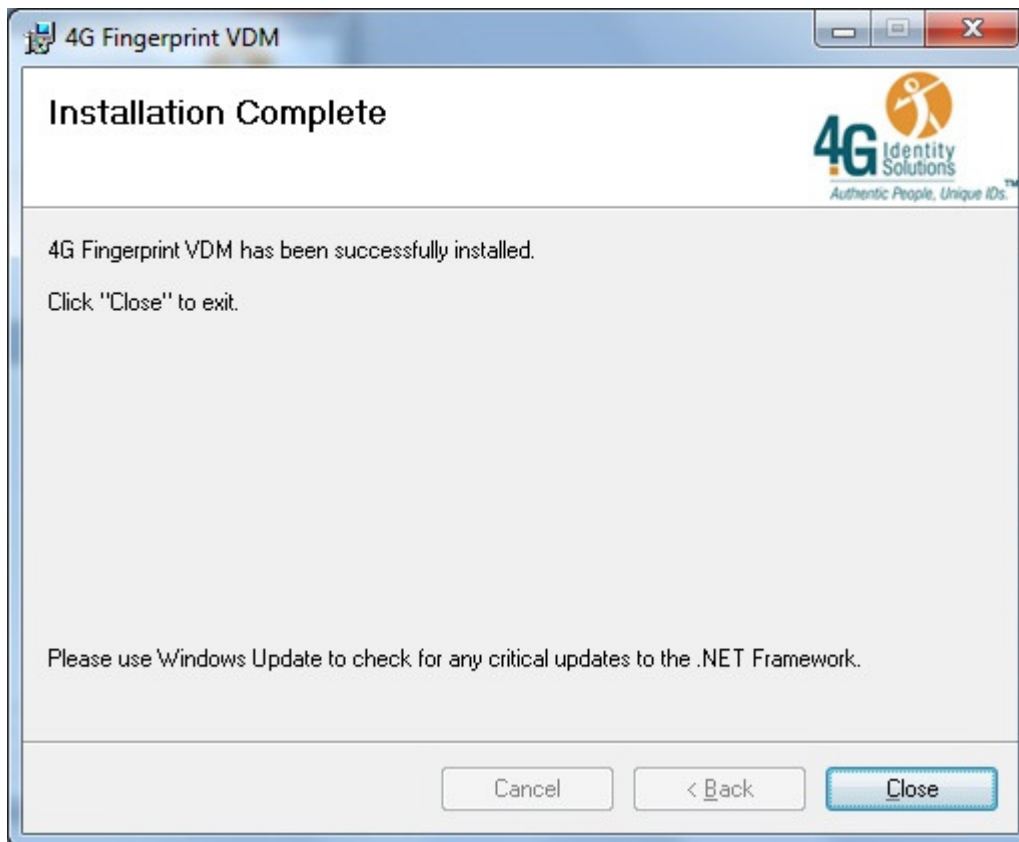 4G Fingerprint VDM
Installation Complete
4G Identity
Solutions
Authentic People, Unique IDs.™
4G Fingerprint VDM has been successfully installed.
Click "Close" to exit.
Please use Windows Update to check for any critical updates to the .NET Framework.
Cancel
< Back
Close